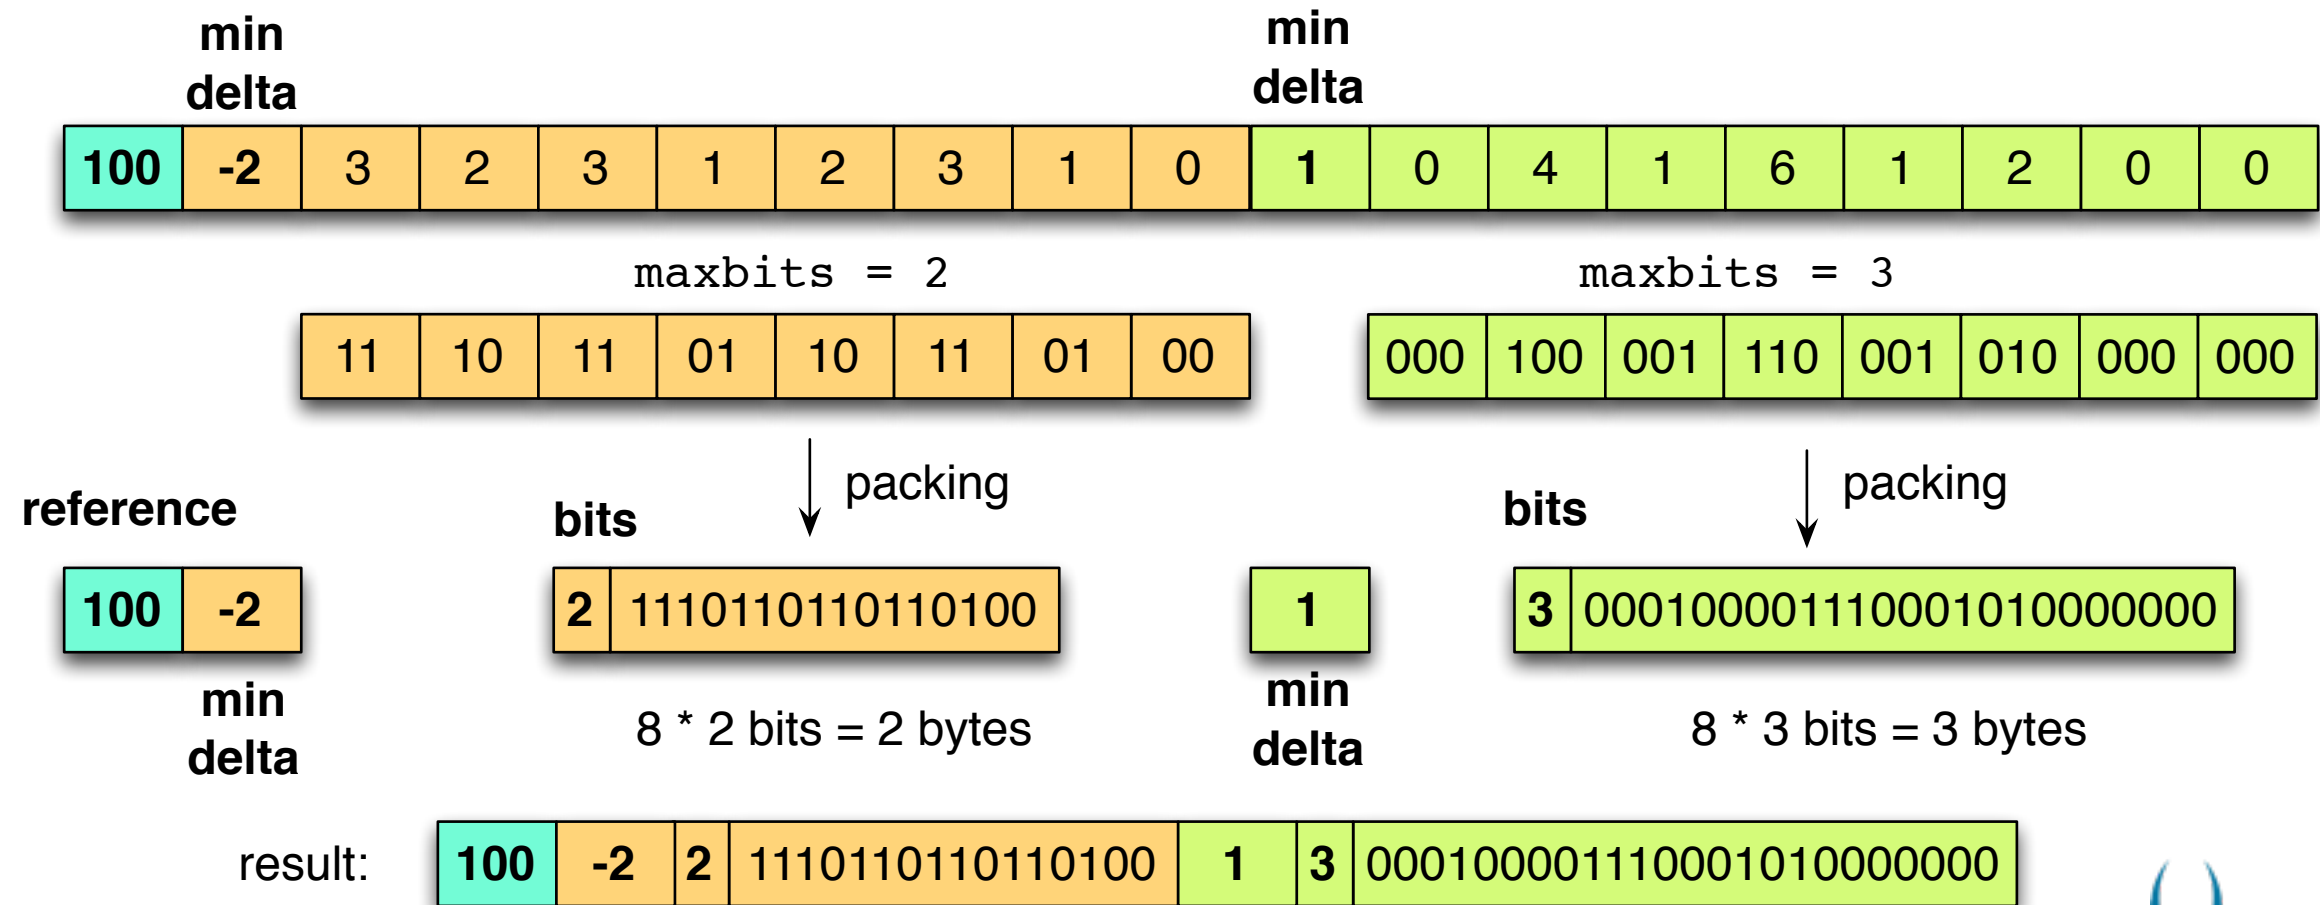 min min
delta delta
100 -2 3 2 3 1 2 3 1 0 1 0 4 1 6 1 2 0 0
maxbits = 2 maxbits = 3
11 10 11 01 10 11 01 00 000 100 001 110 001 010 000 000
packing packing
reference bits bits
100 -2 2 1110110110110100 1 3 000100001110001010000000
min min
delta 8 * 2 bits = 2 bytes delta 8 * 3 bits = 3 bytes
result: 100 -2 2 1110110110110100 1 3 000100001110001010000000